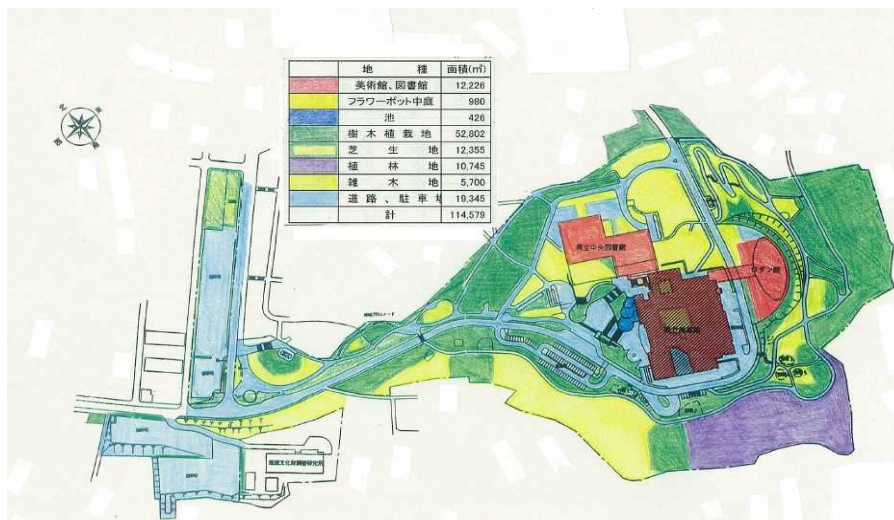 地 種 面積(㎡)
美術館、図書館 12,226
フラワーポット中庭 980
池 426
樹木植栽地 52,802
芝生地 12,355
植林地 10,745
雑木地 5,700
道路、駐車場 19,345
計 114,579
県立中央図書館
ロダン館
県立美術館
埋蔵文化財調査研究所